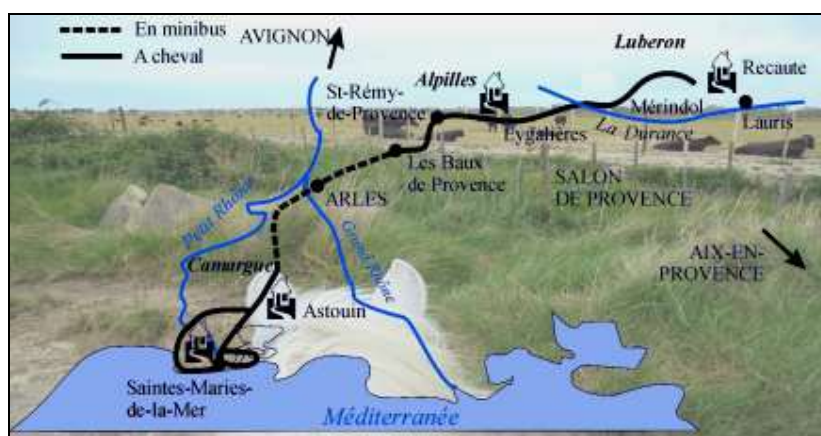 En minibus
A cheval
AVIGNON
Luberon
Alpilles
Recaute
St-Rémy-
de-Provence
Mérindol
Eygalières
La Durance
Lauris
Les Baux
de Provence
SALON
DE PROVENCE
ARLES
Petit Rhône
Grand Rhône
AIX-EN-
PROVENCE
Camargue
Astouin
Saintes-Maries-
de-la-Mer
Méditerranée